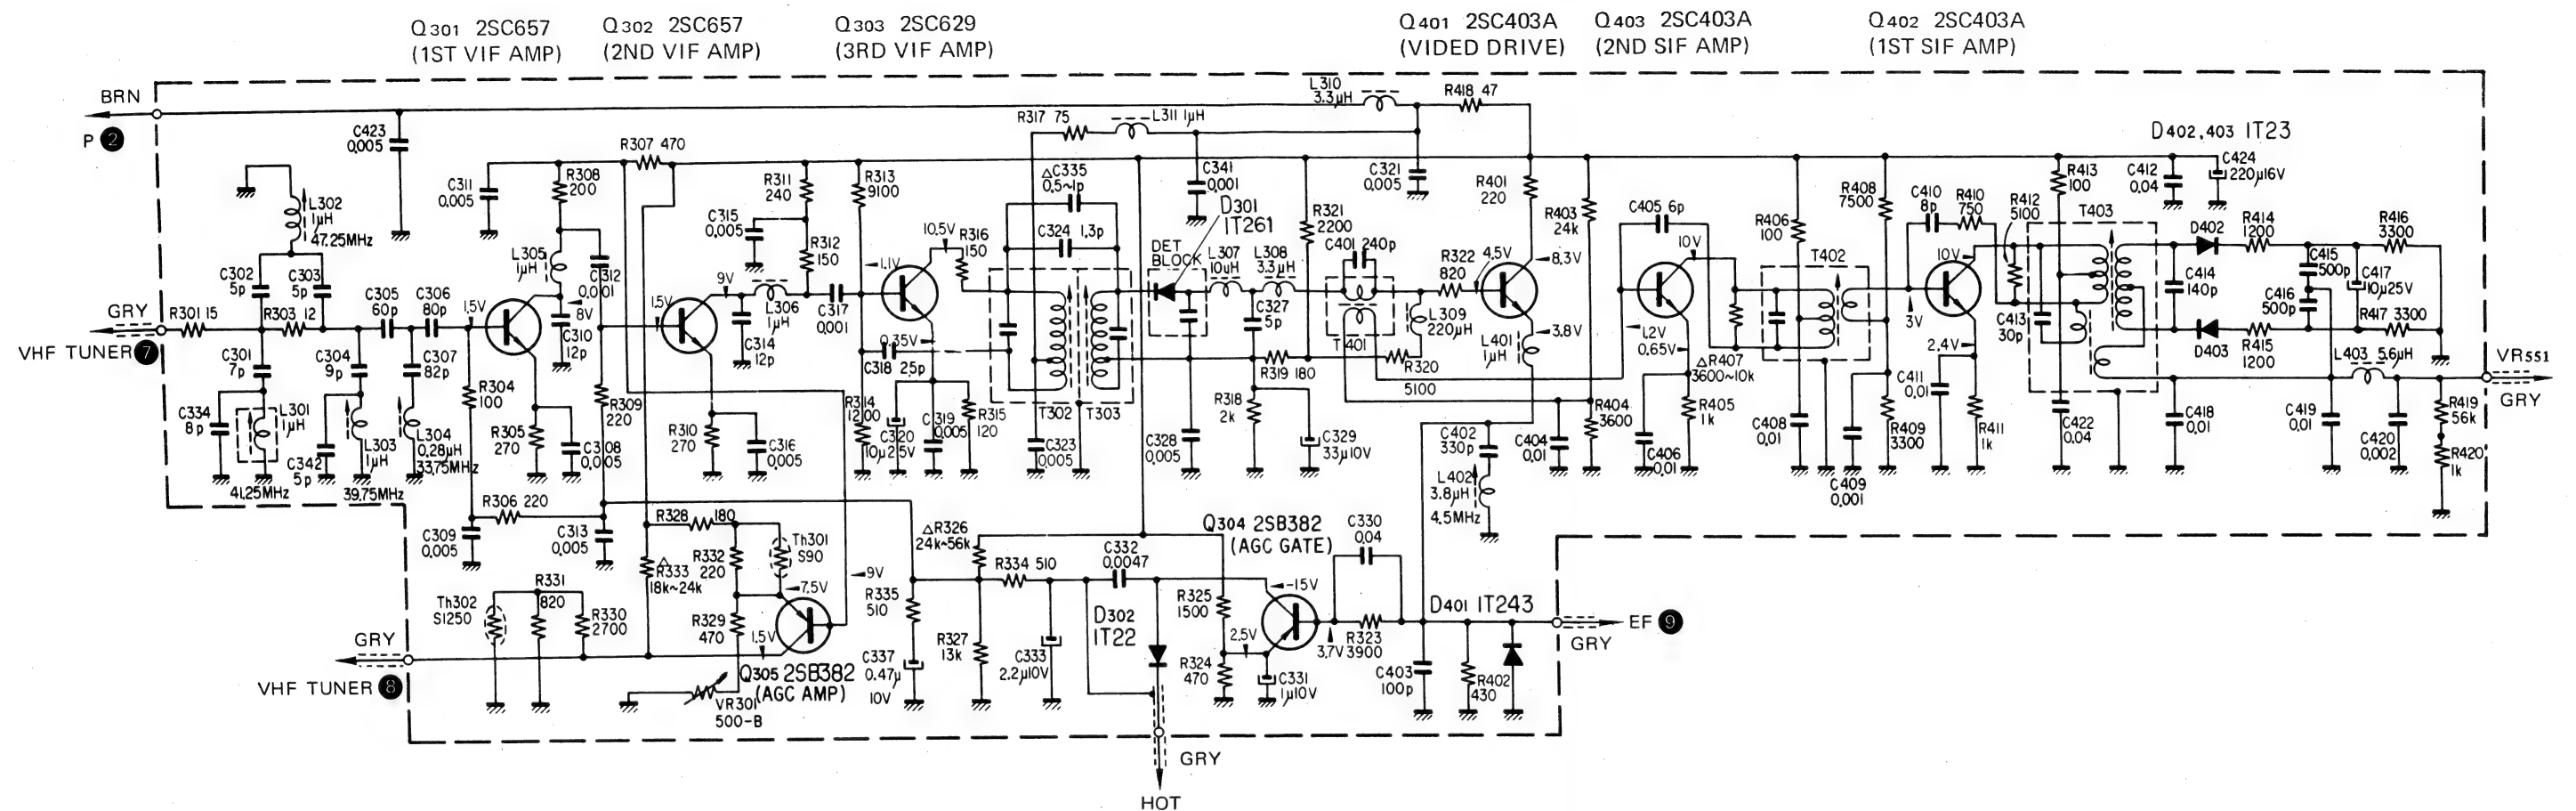 Q301 2SC657
(1ST VIF AMP)
Q302 2SC657
(2ND VIF AMP)
Q303 2SC629
(3RD VIF AMP)
Q401 2SC403A
(VIDED DRIVE)
Q403 2SC403A
(2ND SIF AMP)
Q402 2SC403A
(1ST SIF AMP)
BRN
P 2
C423
0.005
R307 470
R317 75
L311 1μH
L310
3.3μH
R418 47
D402,403 IT23
L302
1μH
47.25MHz
C311
0.005
R308
200
R311
240
R313
9100
△C335
0.5~1p
C341
0.001
C321
0.005
R401
220
R403
24k
R406
100
R408
7500
C410
8p
R410
750
R412
5100
R413
100
C412
0.04
C424
220μ16V
C302
5p
C303
5p
L305
1μH
C312
0.001
C315
0.005
R312
150
10.5V
R316
150
C324 1.3p
D301
IT261
DET
BLOCK
R321
2200
C401 240p
C405 6p
T403
D402
R414
1200
R416
3300
GRY
VHF TUNER 7
R301 15
R303 12
C305
60p
C306
80p
1.5V
8V
C310
12p
1.5V
9V
L306
1μH
C314
12p
C317
0.001
1.1V
L307
10μH
L308
3.3μH
C327
5p
R322
820
4.5V
8.3V
10V
T402
10V
C413
30p
C414
140p
C415
500p
C416
500p
C417
10μ25V
R417 3300
C301
7p
C304
9p
C307
82p
R304
100
0.35V
C318 25p
T302
T303
R319 180
T401
L309
220μH
R320
5100
3.8V
L401
1μH
1.2V
0.65V
△R407
3600~10k
3V
2.4V
D403
R415
1200
L403 5.6μH
VR551
GRY
C334
8p
L301
1μH
41.25MHz
C342
5p
L303
1μH
39.75MHz
L304
0.28μH
33.75MHz
R305
270
C308
0.005
R309
220
R310
270
C316
0.005
R314
1200
C320
10μ25V
C319
0.005
R315
120
C323
0.005
C328
0.005
R318
2k
C329
33μ10V
C402
330p
C404
0.01
R404
3600
C406
0.01
R405
1k
C408
0.01
C409
0.001
R409
3300
C411
0.01
R411
1k
C422
0.04
C418
0.01
C419
0.01
C420
0.002
R419
56k
R420
1k
C309
0.005
R306 220
C313
0.005
R328 180
△
R333
18k~24k
R332
220
Th301
S90
9V
7.5V
△R326
24k~56k
R334 510
C332
0.0047
Q304 2SB382
(AGC GATE)
C330
0.04
L402
3.8μH
4.5MHz
-15V
Th302
S1250
R331
820
R330
2700
R329
470
1.5V
R335
510
R327
13k
C333
2.2μ10V
D302
IT22
R325
1500
2.5V
R324
470
C331
1μ10V
3.7V
R323
3900
D401 IT243
GRY
EF 9
C403
100p
R402
430
GRY
VHF TUNER 8
Q305 2SB382
(AGC AMP)
VR301
500-B
C337
0.47μ
10V
GRY
HOT